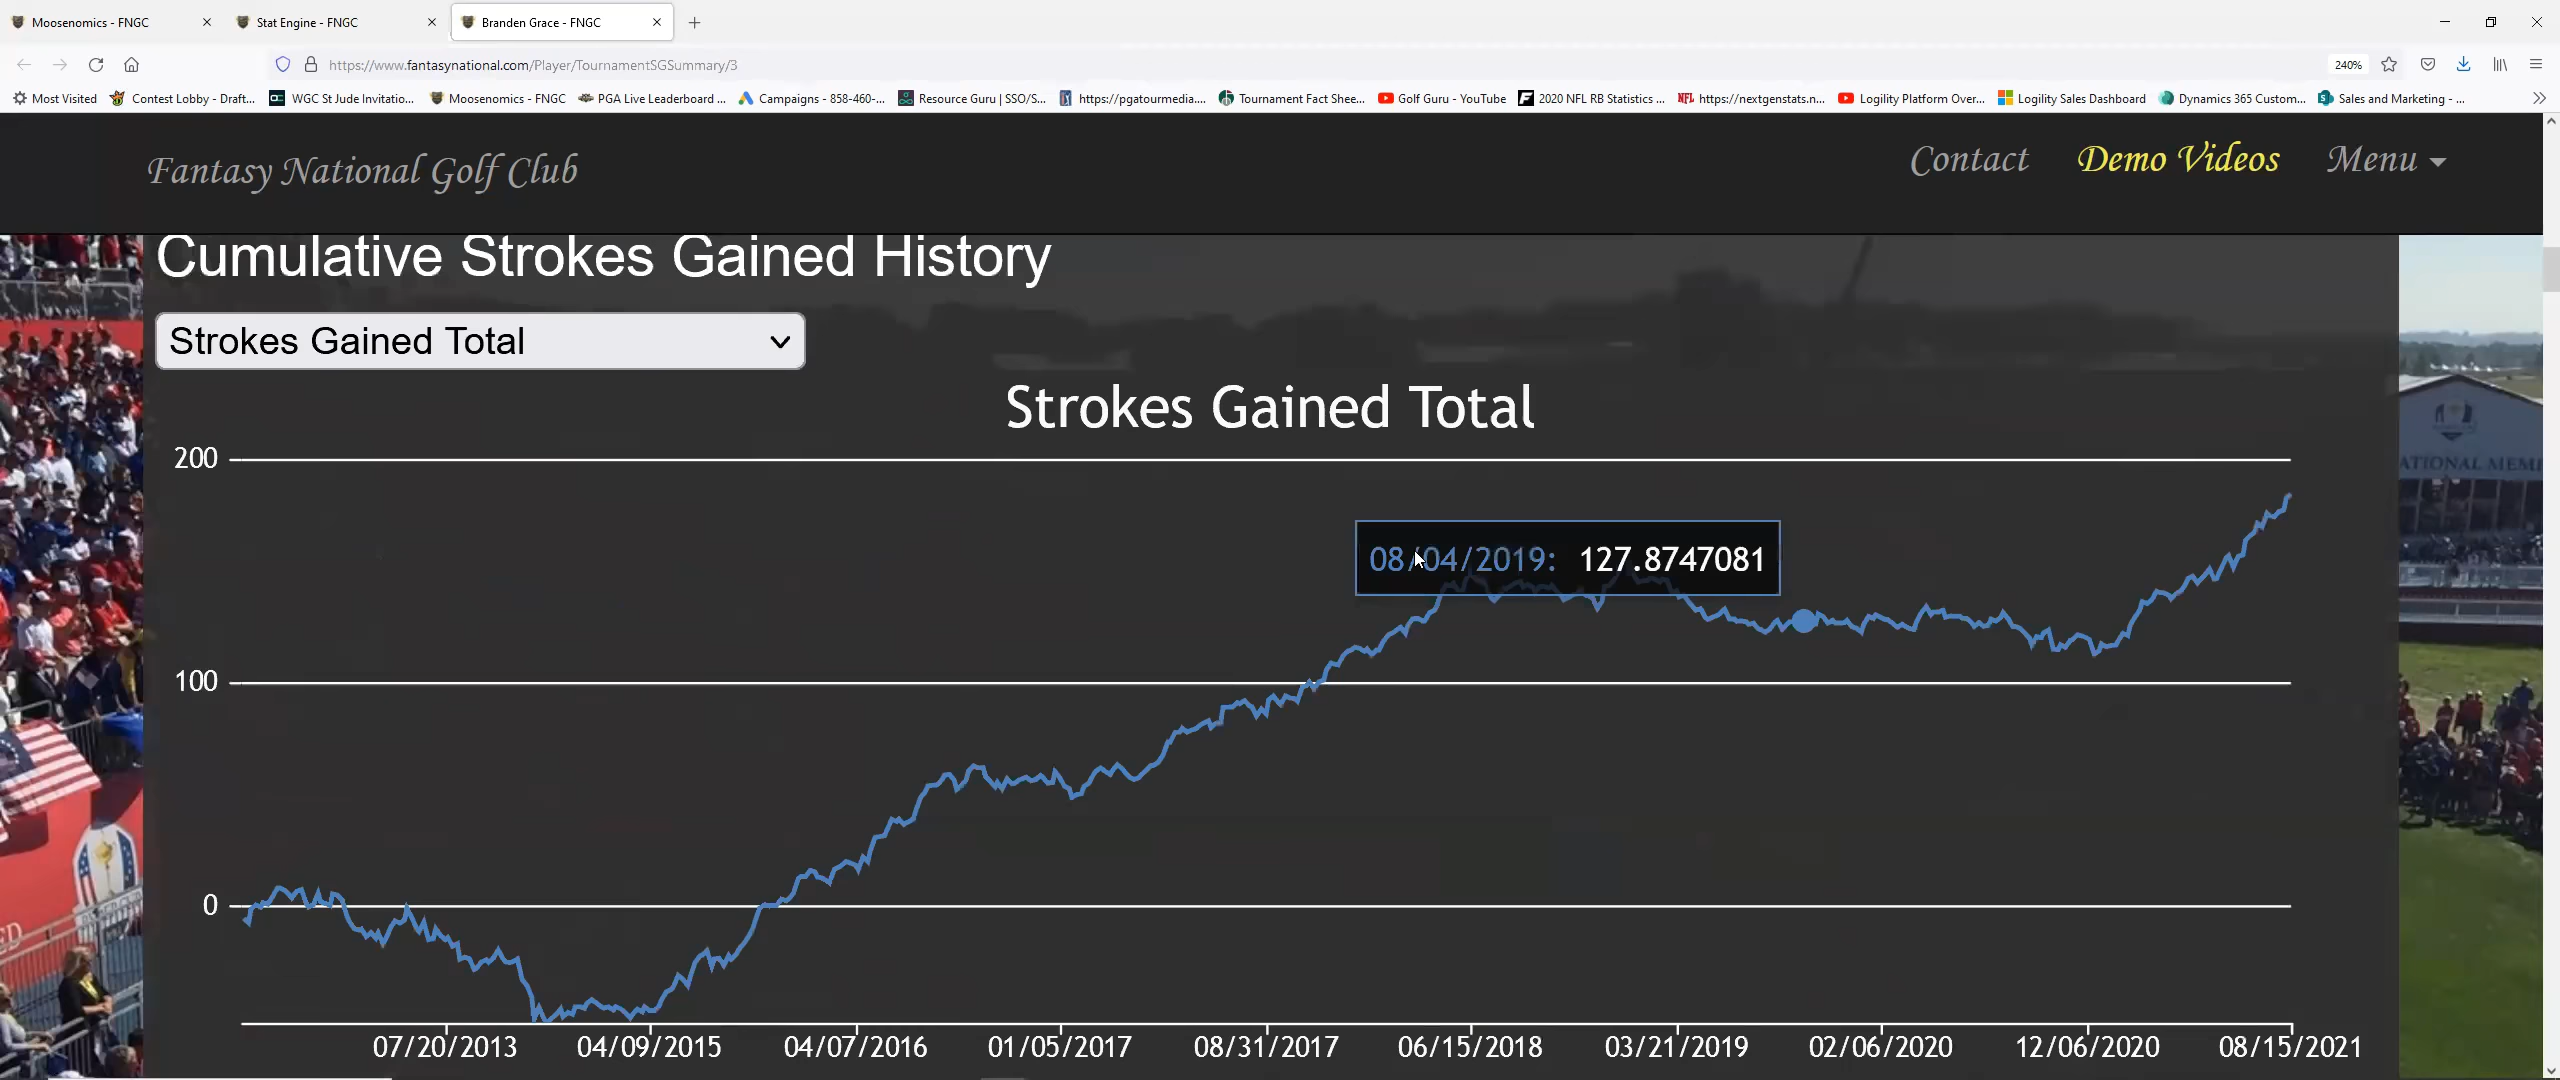 Moosenomics - FNGC
Stat Engine - FNGC
Branden Grace - FNGC
https://www.fantasynational.com/Player/TournamentSGSummary/3
240%
Most Visited
Contest Lobby - Draft...
WGC St Jude Invitatio...
Moosenomics - FNGC
PGA Live Leaderboard ...
Campaigns - 858-460-...
Resource Guru | SSO/S...
https://pgatourmedia....
Tournament Fact Shee...
Golf Guru - YouTube
2020 NFL RB Statistics ...
https://nextgenstats.n...
Logility Platform Over...
Logility Sales Dashboard
Dynamics 365 Custom...
Sales and Marketing - ...
Fantasy National Golf Club
Contact
Demo Videos
Menu
Cumulative Strokes Gained History
Strokes Gained Total
Strokes Gained Total
200
08/04/2019: 127.8747081
100
0
07/20/2013
04/09/2015
04/07/2016
01/05/2017
08/31/2017
06/15/2018
03/21/2019
02/06/2020
12/06/2020
08/15/2021